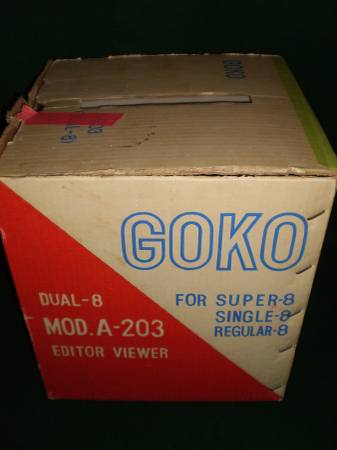 GOKO
GOKO
DUAL-8
MOD.A-203
EDITOR VIEWER
FOR SUPER-8
SINGLE-8
REGULAR-8